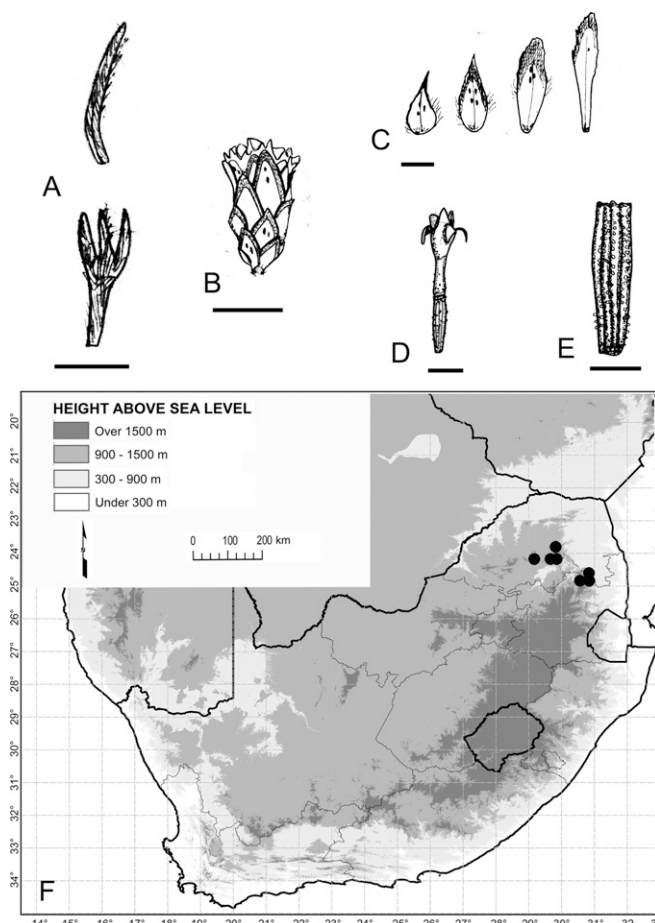 A
B
C
D
E
HEIGHT ABOVE SEA LEVEL
Over 1500 m
900 - 1500 m
300 - 900 m
Under 300 m
N
0 100 200 km
19°
20°
21°
22°
23°
24°
25°
26°
27°
28°
29°
30°
31°
32°
33°
34°
F
14° 15° 16° 17° 18° 19° 20° 21° 22° 23° 24° 25° 26° 27° 28° 29° 30° 31° 32°